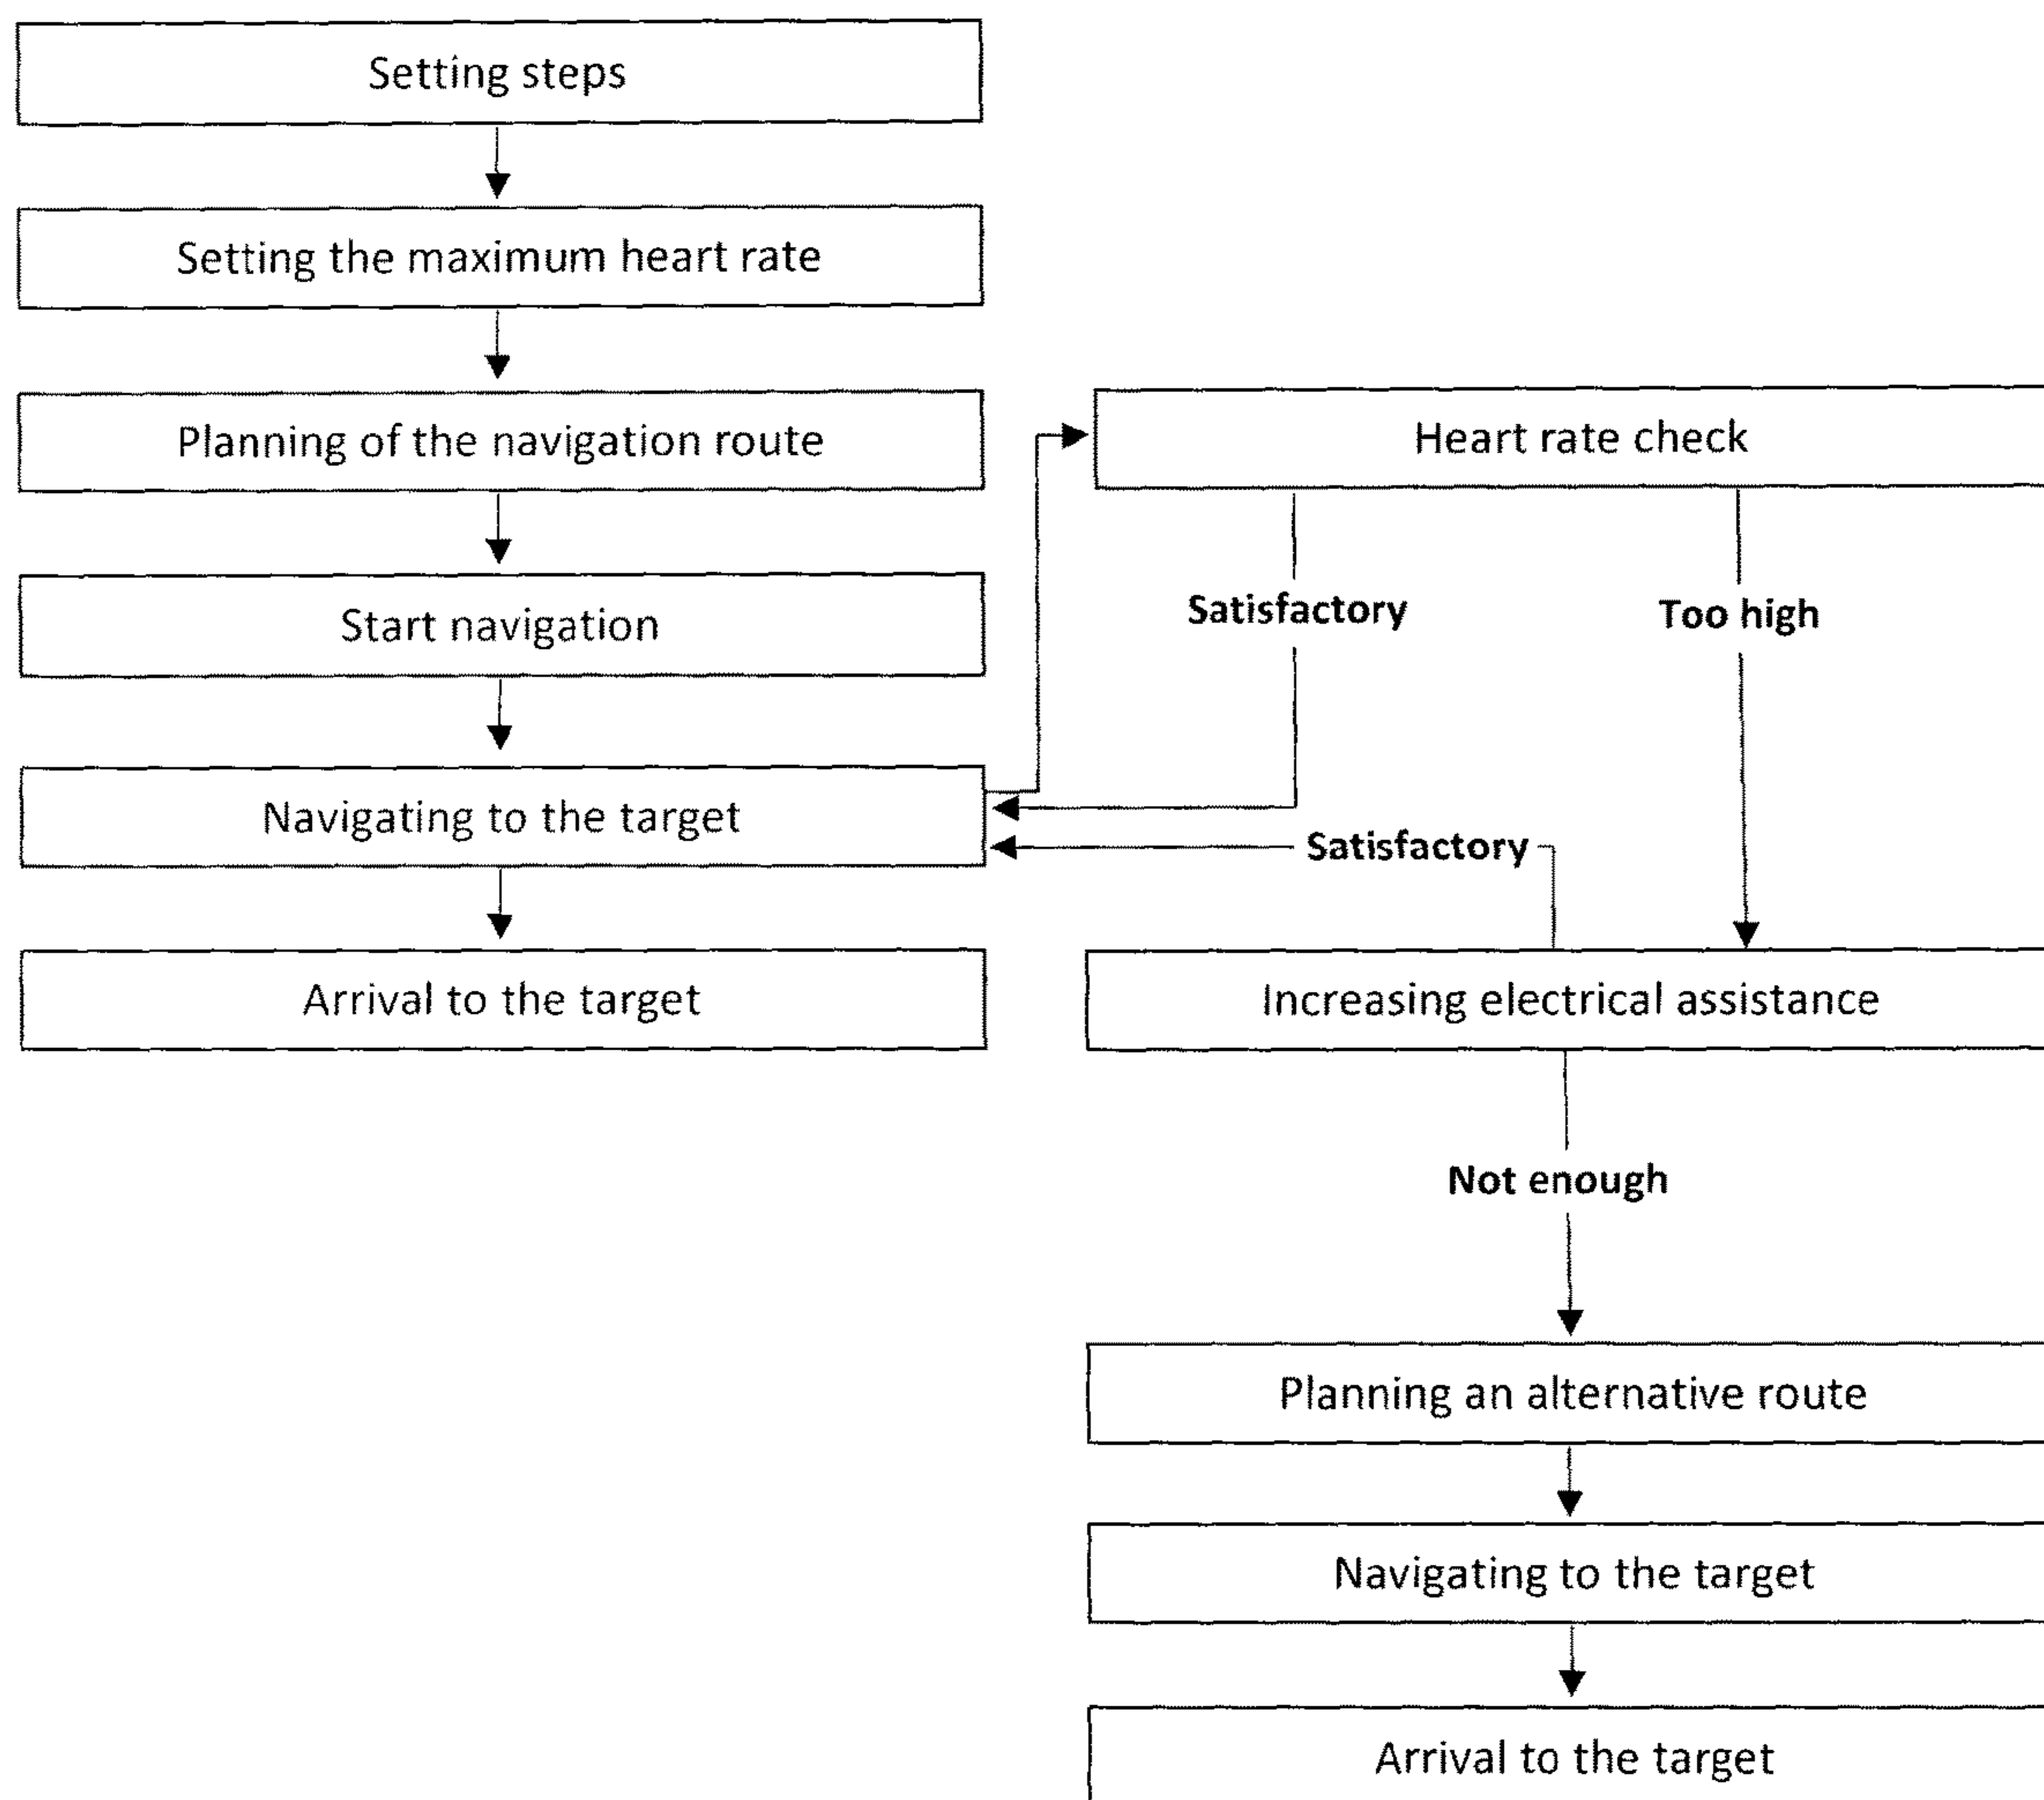 Setting steps
Setting the maximum heart rate
Planning of the navigation route
Start navigation
Navigating to the target
Arrival to the target
Heart rate check
Satisfactory
Too high
Satisfactory
Increasing electrical assistance
Not enough
Planning an alternative route
Navigating to the target
Arrival to the target